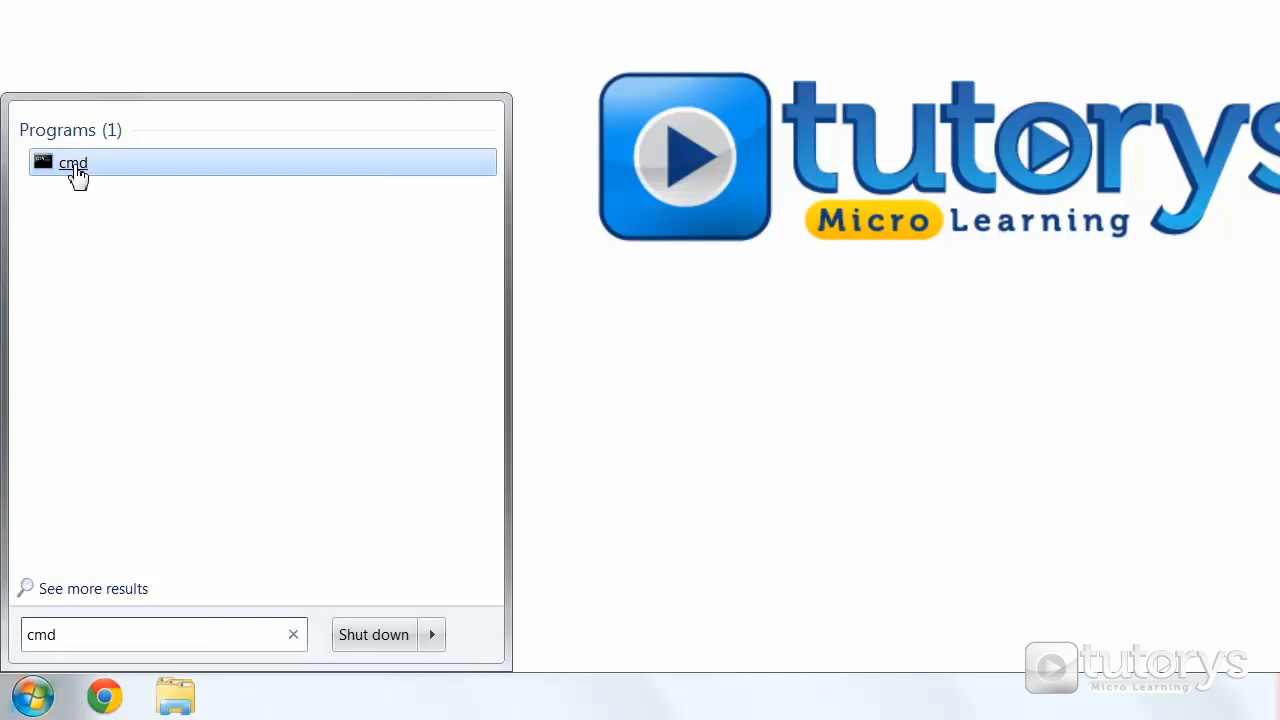 Programs (1)
cmd
See more results
cmd
Shut down
tutorys
Micro Learning
tutorys
Micro Learning